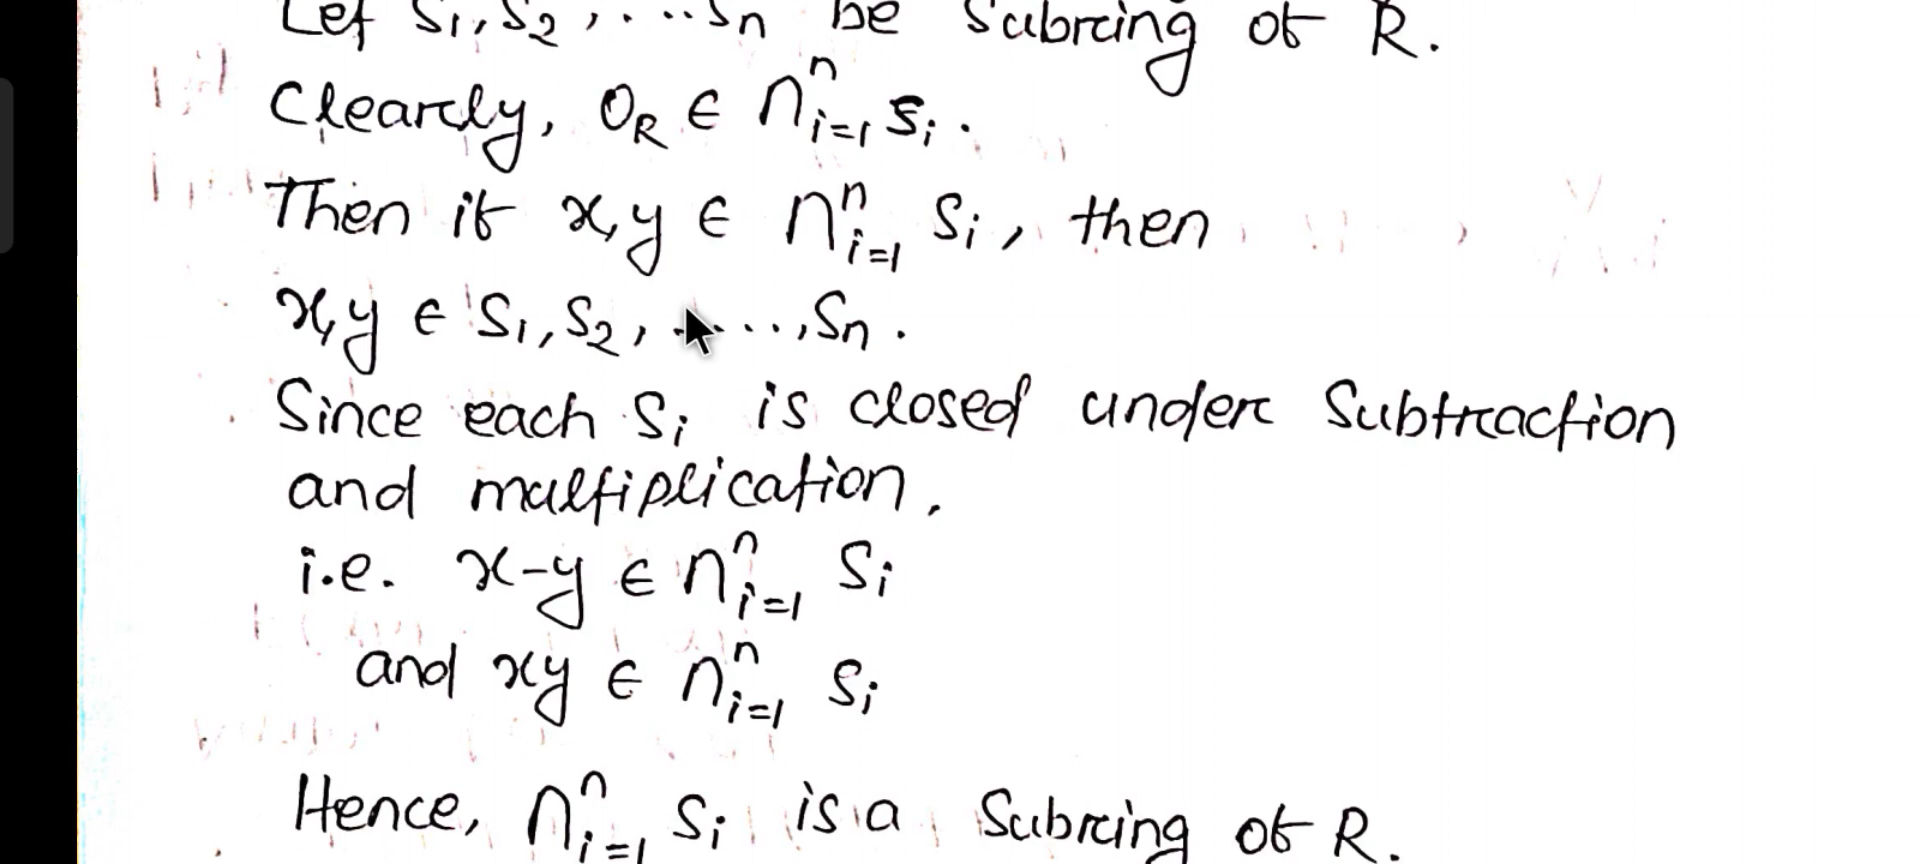 Let S1, S2, .....Sn be Subring of R.
Clearly, 0R ∈ ∩ⁿi=1 Si.
Then if x,y ∈ ∩ⁿi=1 Si, then
x,y ∈ S1, S2, ....., Sn.
Since each Si is closed under Subtraction
and multiplication.
i.e. x-y ∈ ∩ⁿi=1 Si
and xy ∈ ∩ⁿi=1 Si
Hence, ∩ⁿi=1 Si is a Subring of R.